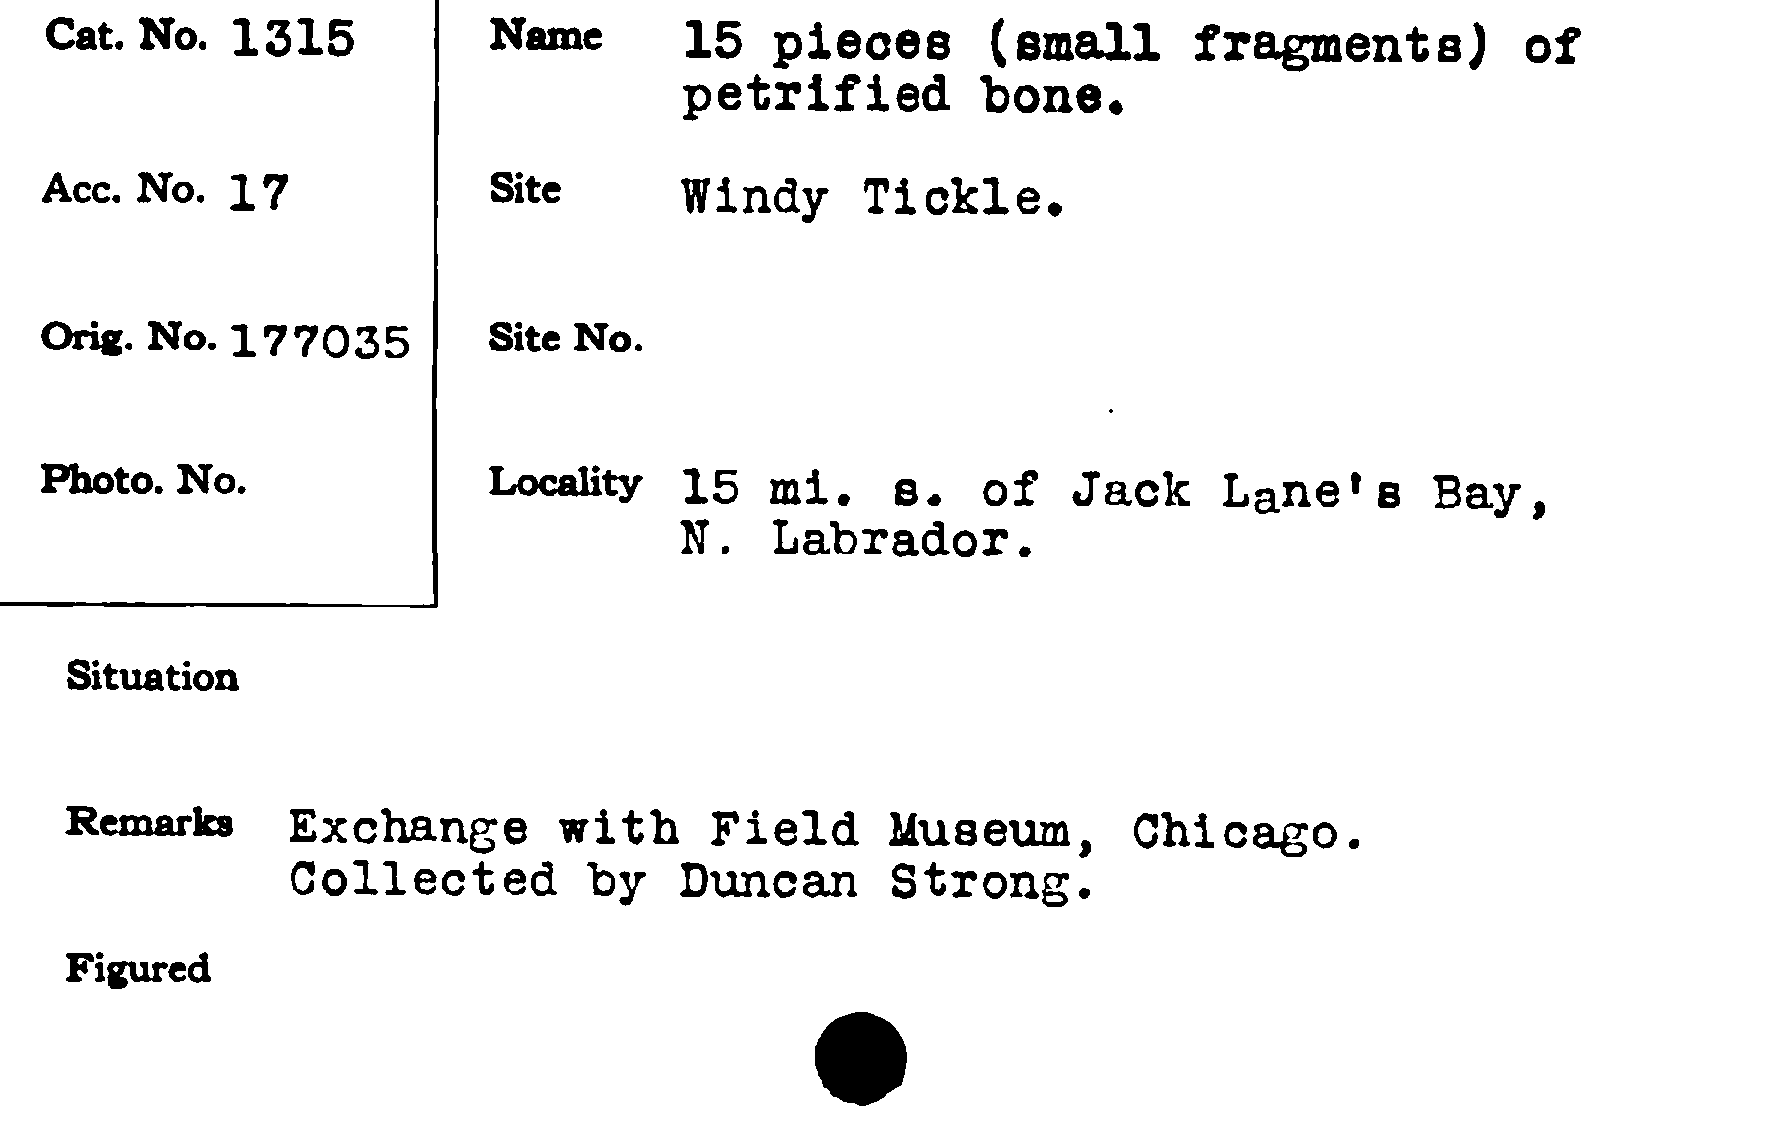 Cat. No. 1315
Name 15 pieces (small fragments) of
petrified bone.
Acc. No. 17
Site Windy Tickle.
Orig. No. 177035
Site No.
Photo. No.
Locality 15 mi. s. of Jack Lane's Bay,
N. Labrador.
Situation
Remarks Exchange with Field Museum, Chicago.
Collected by Duncan Strong.
Figured